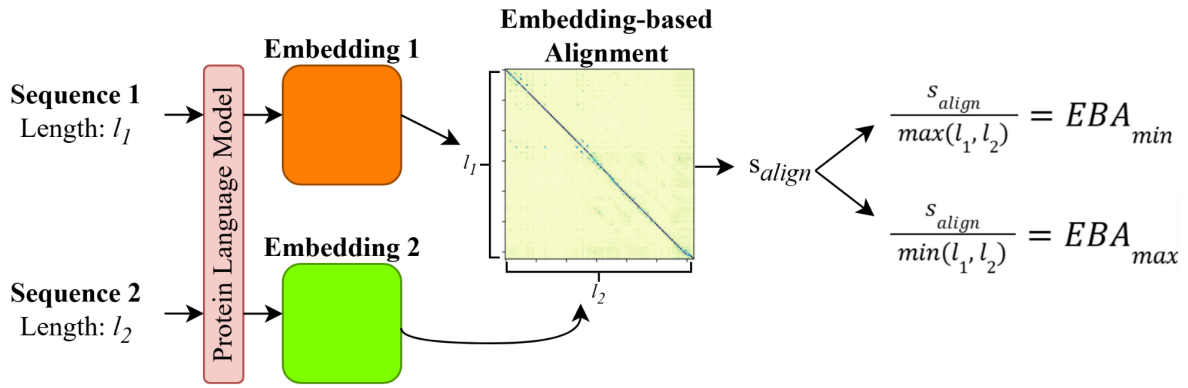 Sequence 1
Length: l₁
Sequence 2
Length: l₂
Protein Language Model
Embedding 1
Embedding 2
Embedding-based
Alignment
l₁
l₂
s_align
s_align / max(l₁, l₂) = EBA_min
s_align / min(l₁, l₂) = EBA_max